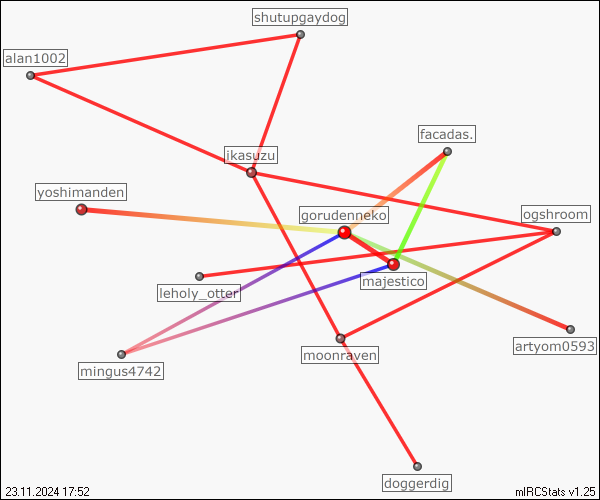 shutupgaydog
alan1002
facadas.
ikasuzu
yoshimanden
gorudenneko
ogshroom
majestico
leholy_otter
artyom0593
moonraven
mingus4742
doggerdig
23.11.2024 17:52
mIRCStats v1.25